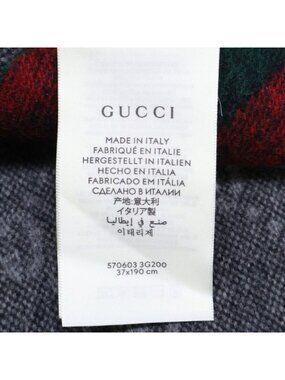 GUCCI
MADE IN ITALY
FABRIQUÉ EN ITALIE
HERGESTELLT IN ITALIEN
HECHO EN ITALIA
FABRICADO EM ITÁLIA
СДЕЛАНО В ИТАЛИИ
产地:意大利
イタリア製
صنع في إيطاليا
이태리제
570603 3G200
37x190 cm